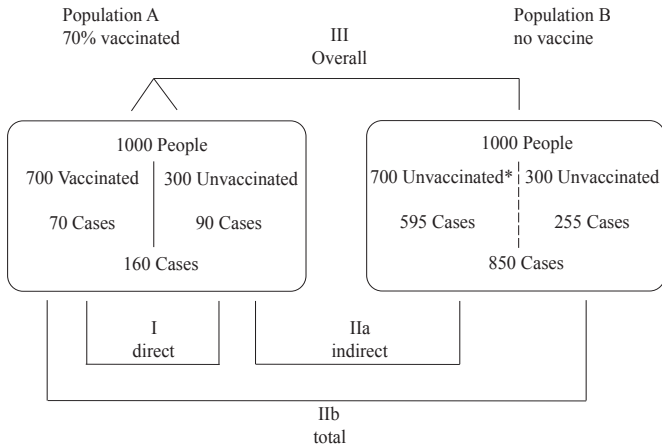 Population A
70% vaccinated
III
Overall
Population B
no vaccine
1000 People
700 Vaccinated
300 Unvaccinated
70 Cases
90 Cases
160 Cases
1000 People
700 Unvaccinated*
300 Unvaccinated
595 Cases
255 Cases
850 Cases
I
direct
IIa
indirect
IIb
total